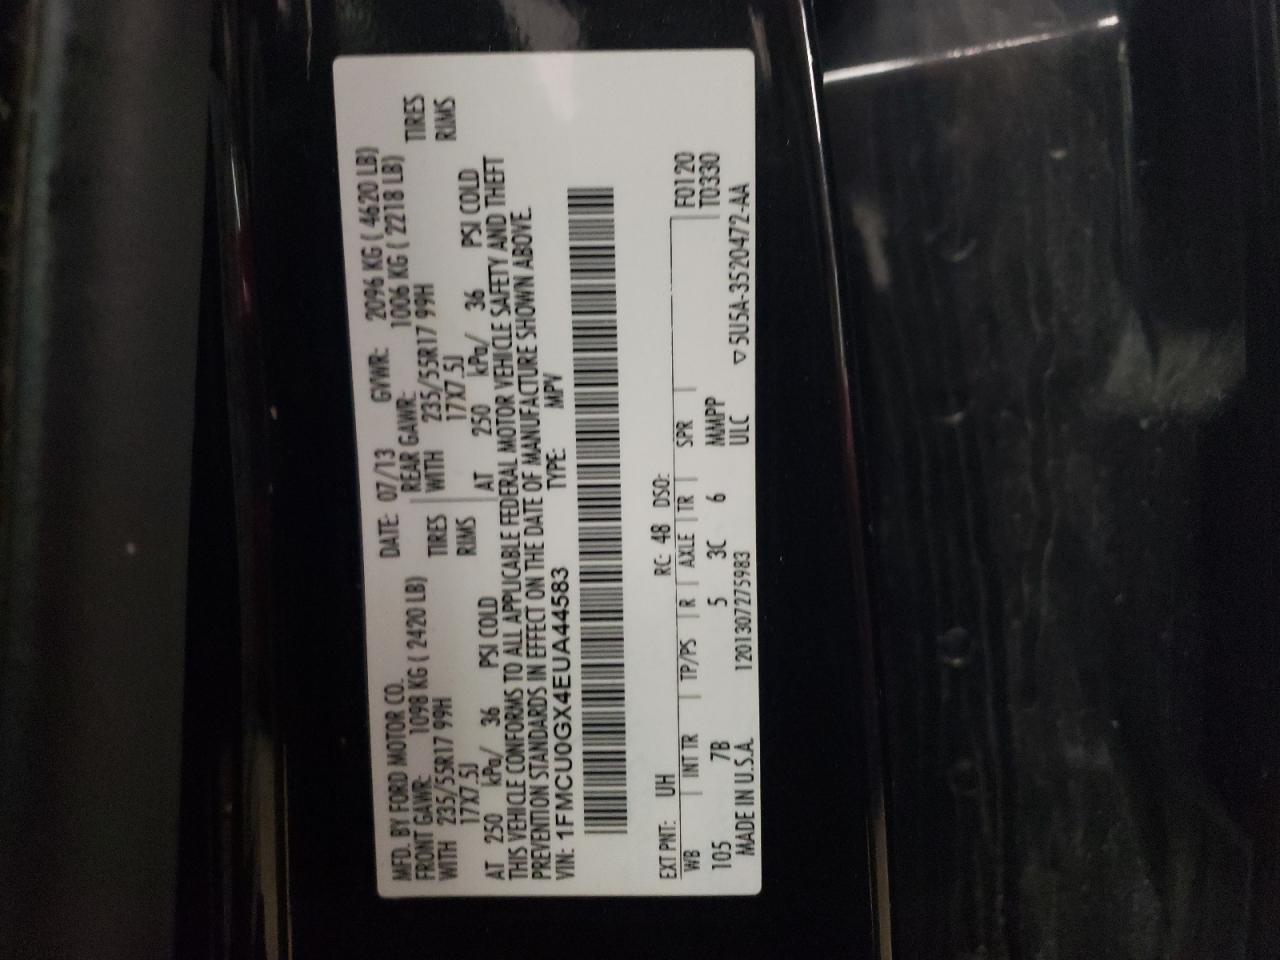 MFD. BY FORD MOTOR CO. DATE: 07/13 GVWR: 2096 KG ( 4620 LB)
FRONT GAWR: 1098 KG ( 2420 LB) REAR GAWR: 1006 KG ( 2218 LB)
WITH 235/55R17 99H TIRES WITH 235/55R17 99H TIRES
17X7.5J RIMS 17X7.5J RIMS
AT 250 kPa/ 36 PSI COLD AT 250 kPa/ 36 PSI COLD
THIS VEHICLE CONFORMS TO ALL APPLICABLE FEDERAL MOTOR VEHICLE SAFETY AND THEFT
PREVENTION STANDARDS IN EFFECT ON THE DATE OF MANUFACTURE SHOWN ABOVE.
VIN: 1FMCU0GX4EUA44583 TYPE: MPV
EXT PNT: UH RC: 48 DSO: F0120
WB INT TR TP/PS R AXLE TR SPR T0330
105 7B 5 3C 6 MMPP
MADE IN U.S.A. 1201307275983 ULC ▽5U5A-3520472-AA